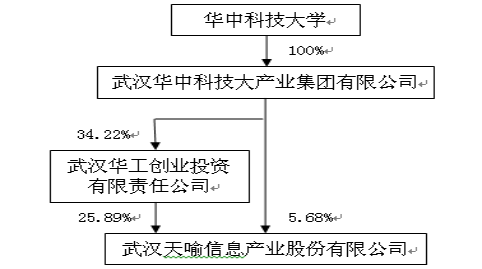 华中科技大学
100%
武汉华中科技大产业集团有限公司
34.22%
武汉华工创业投资
有限责任公司
25.89%
5.68%
武汉天喻信息产业股份有限公司